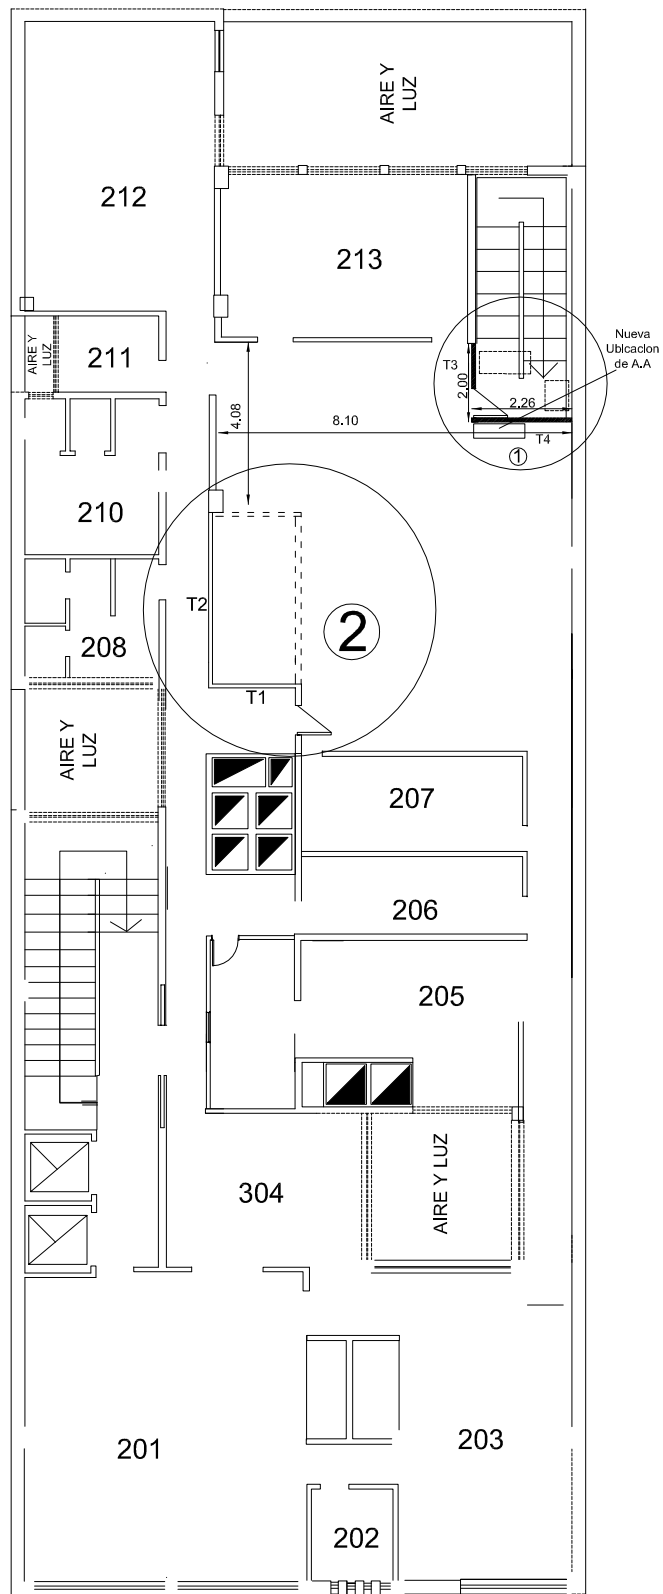 AIRE Y
LUZ
212
213
AIRE Y
LUZ
211
Nueva
Ubicacion
de A.A
T3
2.00
2.26
4.08
8.10
T4
1
210
T2
2
208
T1
AIRE Y
LUZ
207
206
205
304
AIRE Y LUZ
201
203
202